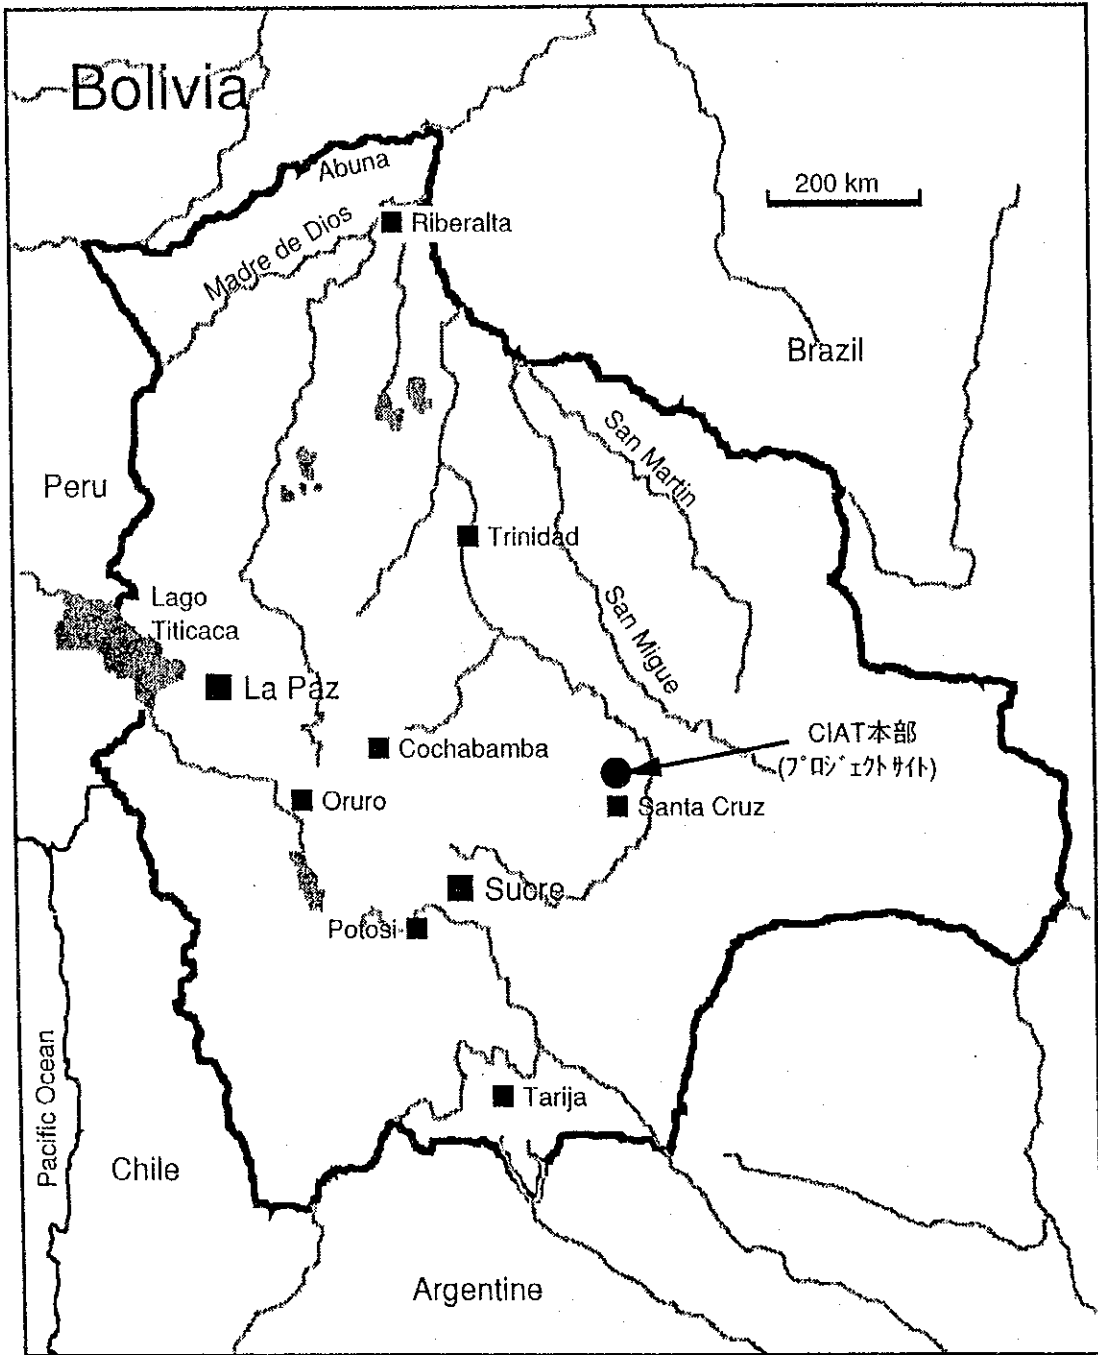 Bolivia
Abuna
200 km
Riberalta
Madre de Dios
Brazil
San Martin
Peru
Trinidad
Lago
Titicaca
San Migue
La Paz
CIAT本部
(ﾌﾟﾛｼﾞｪｸﾄ ｻｲﾄ)
Cochabamba
Oruro
Santa Cruz
Sucre
Potosi
Pacific Ocean
Tarija
Chile
Argentine